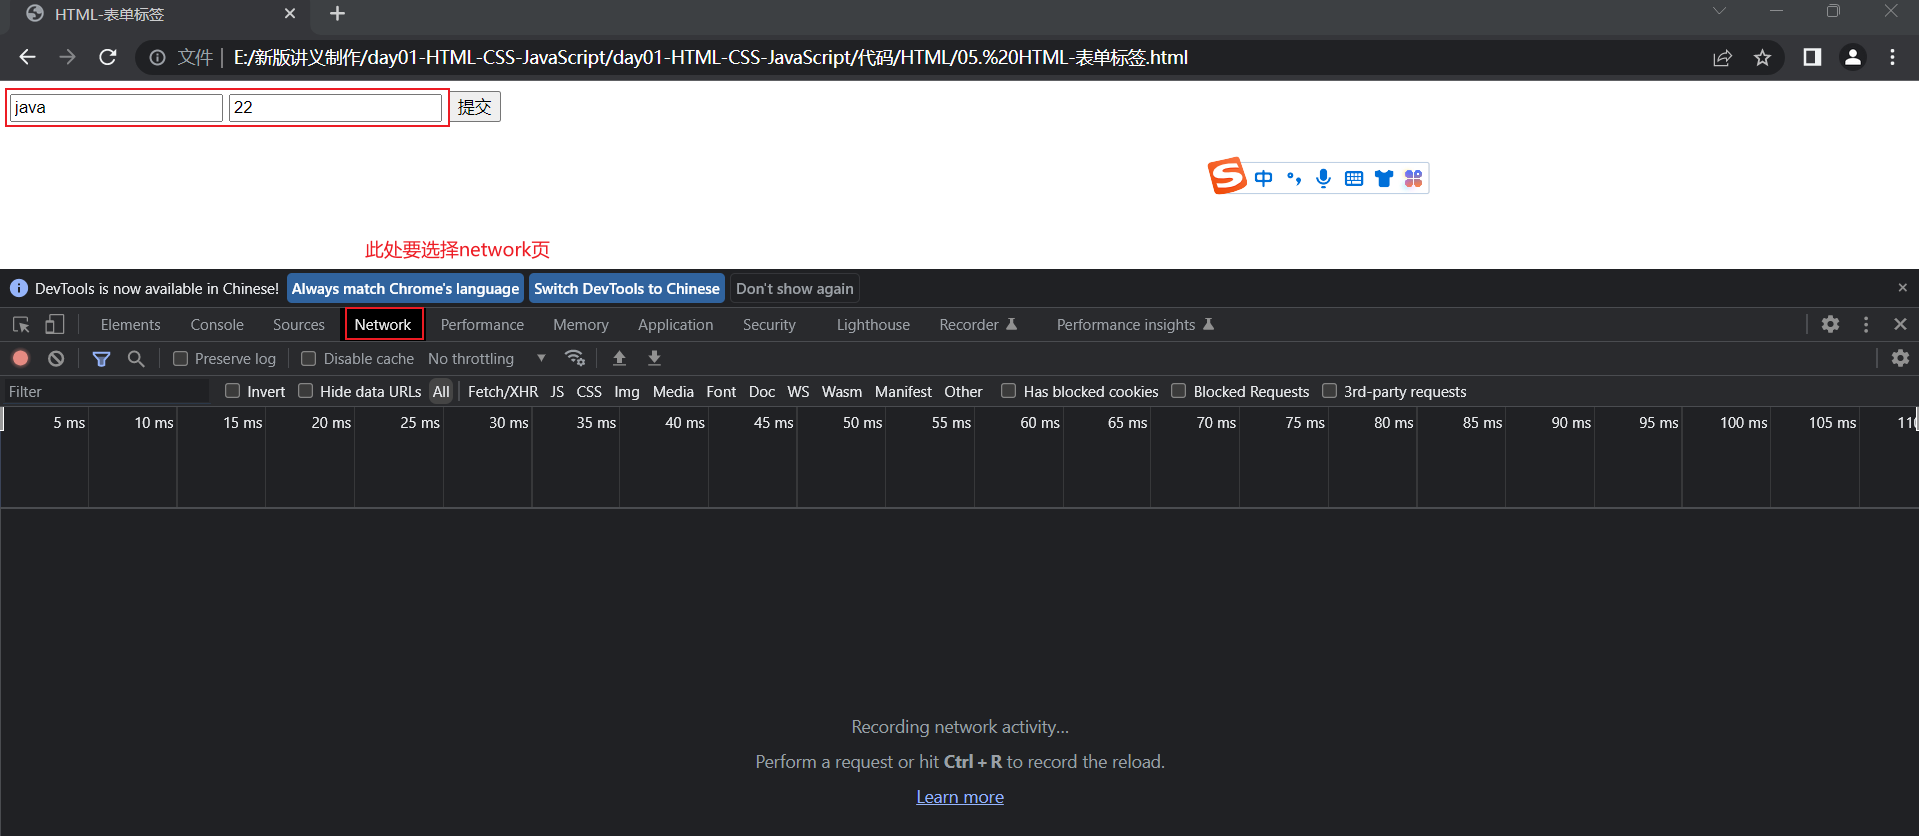 HTML-表单标签
文件 E:/新版讲义制作/day01-HTML-CSS-JavaScript/day01-HTML-CSS-JavaScript/代码/HTML/05.%20HTML-表单标签.html
java 22 提交
中
此处要选择network页
DevTools is now available in Chinese! Always match Chrome's language Switch DevTools to Chinese Don't show again
Elements Console Sources Network Performance Memory Application Security Lighthouse Recorder Performance insights
Preserve log Disable cache No throttling
Filter Invert Hide data URLs All Fetch/XHR JS CSS Img Media Font Doc WS Wasm Manifest Other Has blocked cookies Blocked Requests 3rd-party requests
5 ms 10 ms 15 ms 20 ms 25 ms 30 ms 35 ms 40 ms 45 ms 50 ms 55 ms 60 ms 65 ms 70 ms 75 ms 80 ms 85 ms 90 ms 95 ms 100 ms 105 ms
Recording network activity...
Perform a request or hit Ctrl + R to record the reload.
Learn more